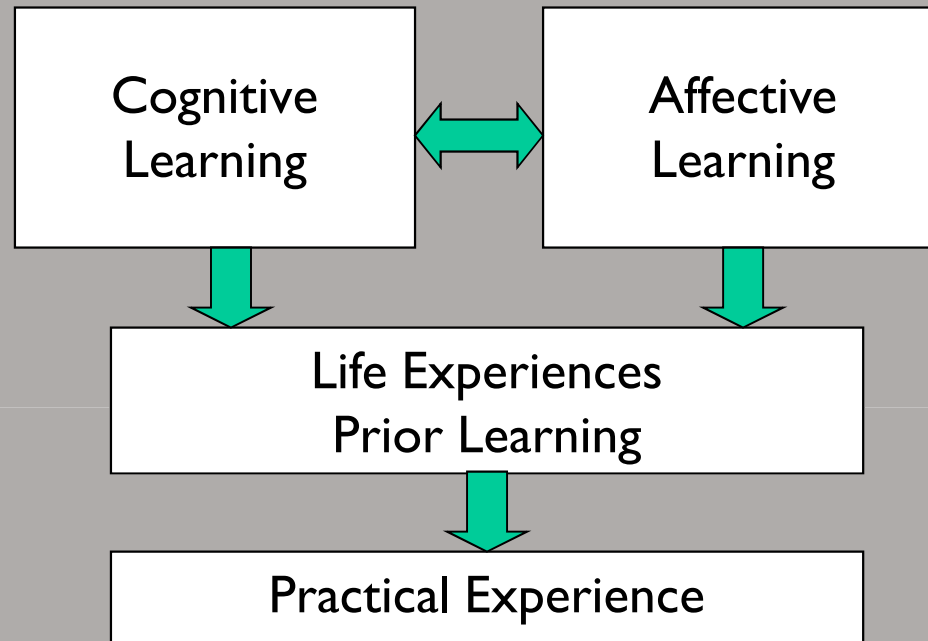 Cognitive
Learning
Affective
Learning
Life Experiences
Prior Learning
Practical Experience